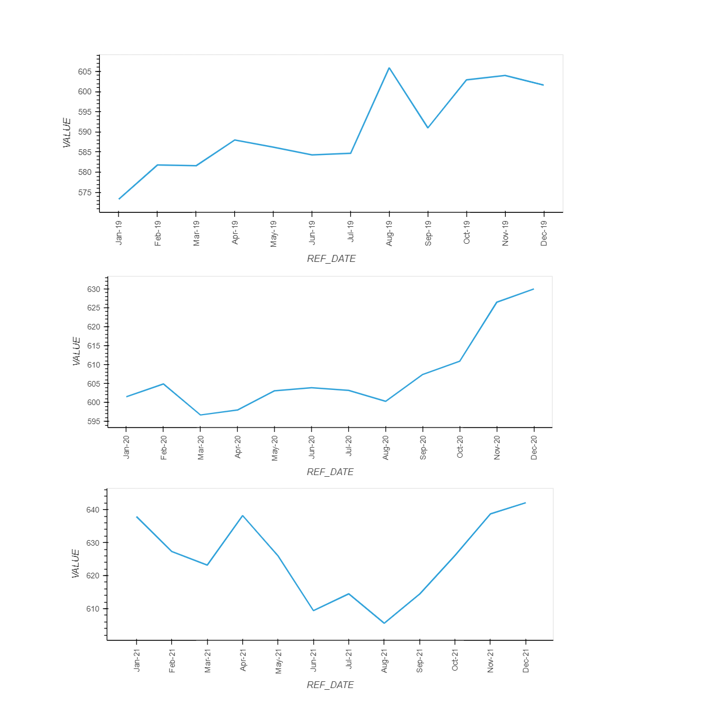 605
600
595
590
585
580
575
VALUE
Jan-19 Feb-19 Mar-19 Apr-19 May-19 Jun-19 Jul-19 Aug-19 Sep-19 Oct-19 Nov-19 Dec-19
REF_DATE
630
625
620
615
610
605
600
595
VALUE
Jan-20 Feb-20 Mar-20 Apr-20 May-20 Jun-20 Jul-20 Aug-20 Sep-20 Oct-20 Nov-20 Dec-20
REF_DATE
640
630
620
610
VALUE
Jan-21 Feb-21 Mar-21 Apr-21 May-21 Jun-21 Jul-21 Aug-21 Sep-21 Oct-21 Nov-21 Dec-21
REF_DATE